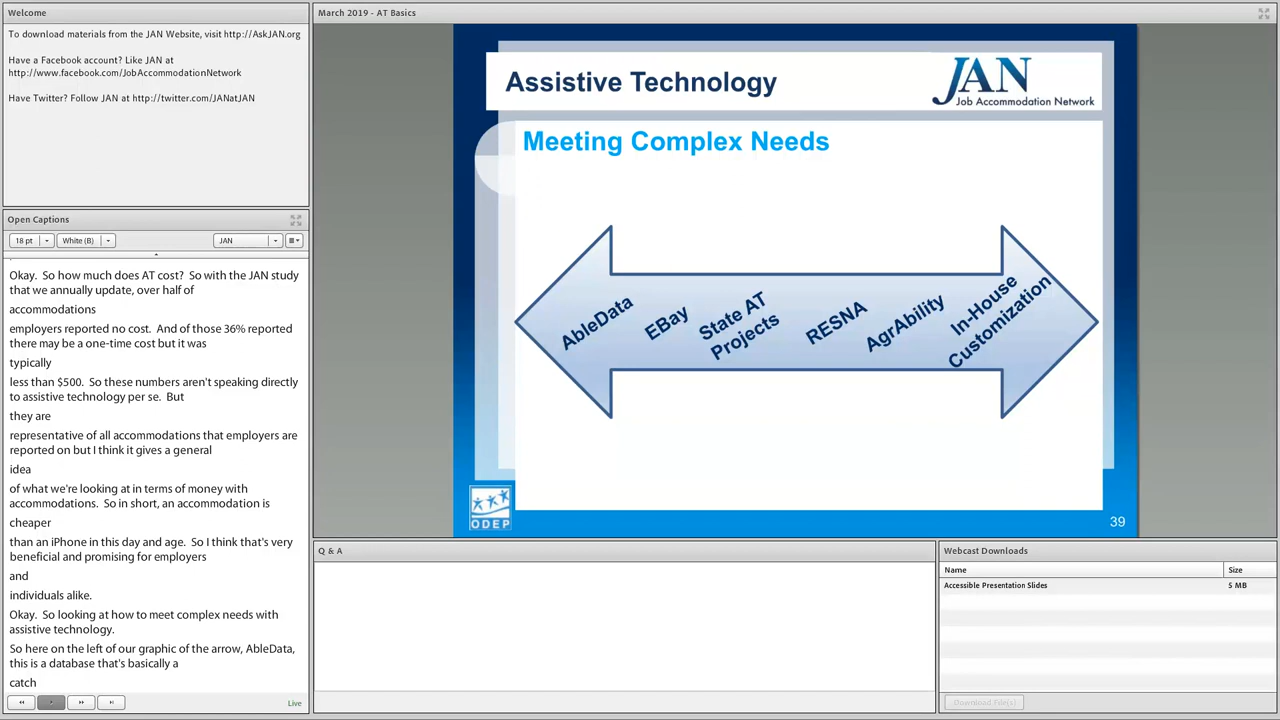 Welcome
To download materials from the JAN Website, visit http://AskJAN.org
Have a Facebook account? Like JAN at
http://www.facebook.com/JobAccommodationNetwork
Have Twitter? Follow JAN at http://twitter.com/JANatJAN
Open Captions
18 pt
White (B)
JAN
Okay. So how much does AT cost? So with the JAN study
that we annually update, over half of
accommodations
employers reported no cost. And of those 36% reported
there may be a one-time cost but it was
typically
less than $500. So these numbers aren't speaking directly
to assistive technology per se. But
they are
representative of all accommodations that employers are
reported on but I think it gives a general
idea
of what we're looking at in terms of money with
accommodations. So in short, an accommodation is
cheaper
than an iPhone in this day and age. So I think that's very
beneficial and promising for employers
and
individuals alike.
Okay. So looking at how to meet complex needs with
assistive technology.
So here on the left of our graphic of the arrow, AbleData,
this is a database that's basically a
catch
Live
March 2019 - AT Basics
Assistive Technology
JAN
Job Accommodation Network
Meeting Complex Needs
AbleData
EBay
State AT
Projects
RESNA
AgrAbility
In-House
Customization
ODEP
39
Q & A
Webcast Downloads
Name
Size
Accessible Presentation Slides
5 MB
Download File(s)